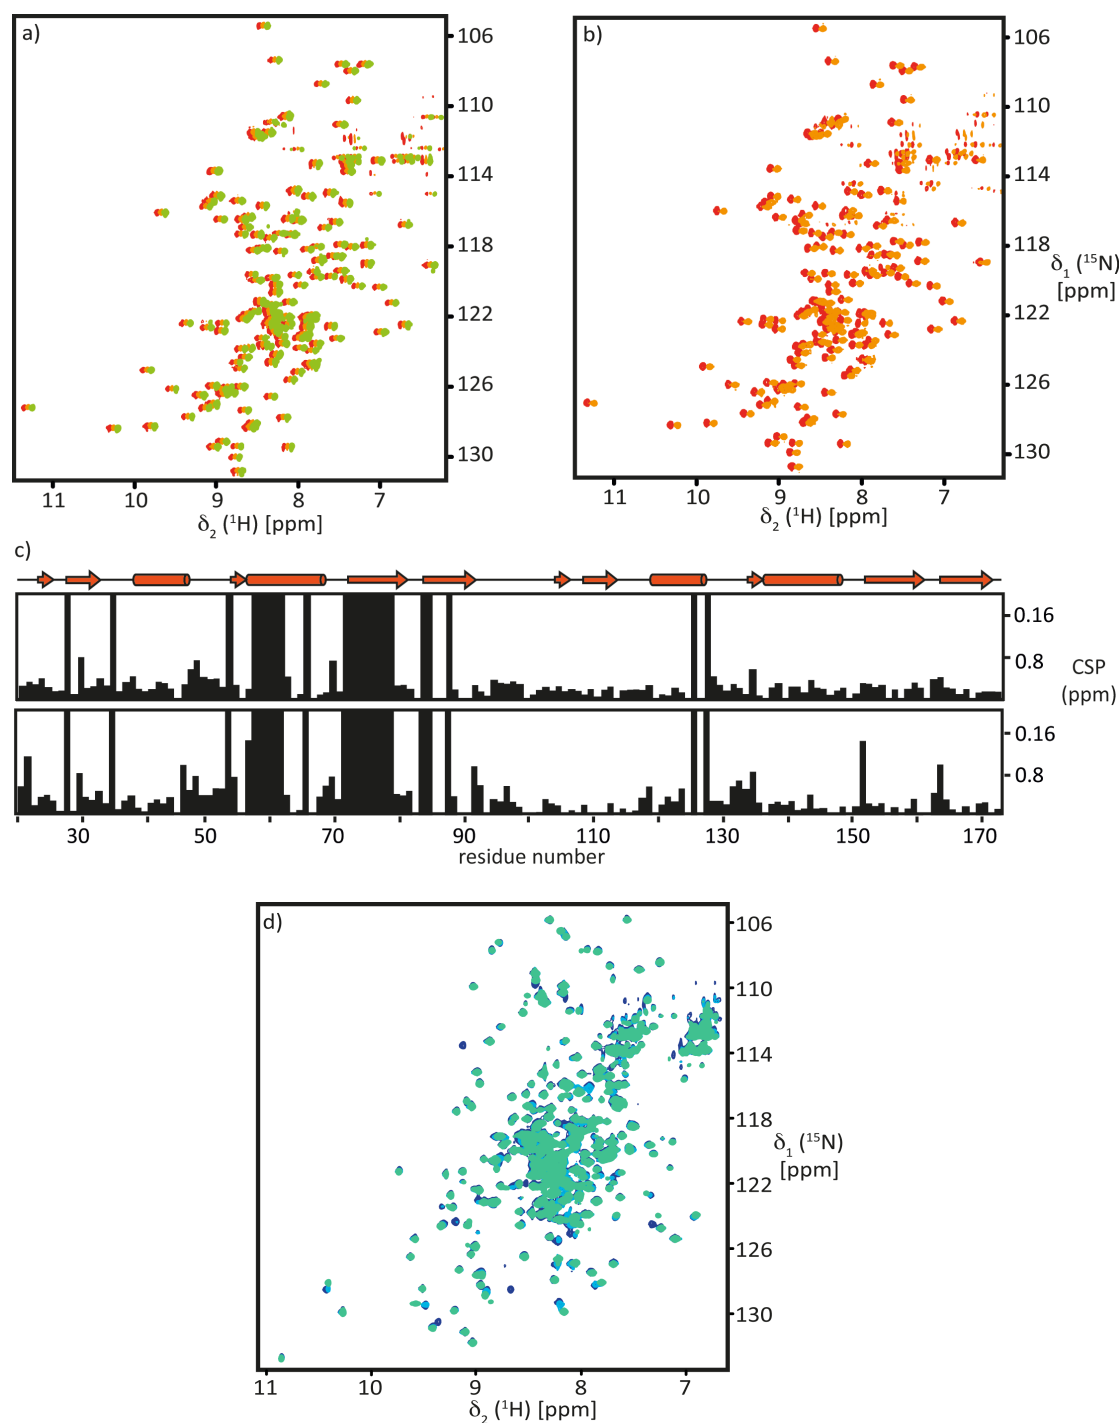 a)
106
110
114
118
122
126
130
11 10 9 8 7
δ2 (1H) [ppm]
b)
106
110
114
118
122
126
130
δ1 (15N)
[ppm]
11 10 9 8 7
δ2 (1H) [ppm]
c)
0.16
0.8
CSP
(ppm)
0.16
0.8
30 50 70 90 110 130 150 170
residue number
d)
106
110
114
118
122
126
130
δ1 (15N)
[ppm]
11 10 9 8 7
δ2 (1H) [ppm]